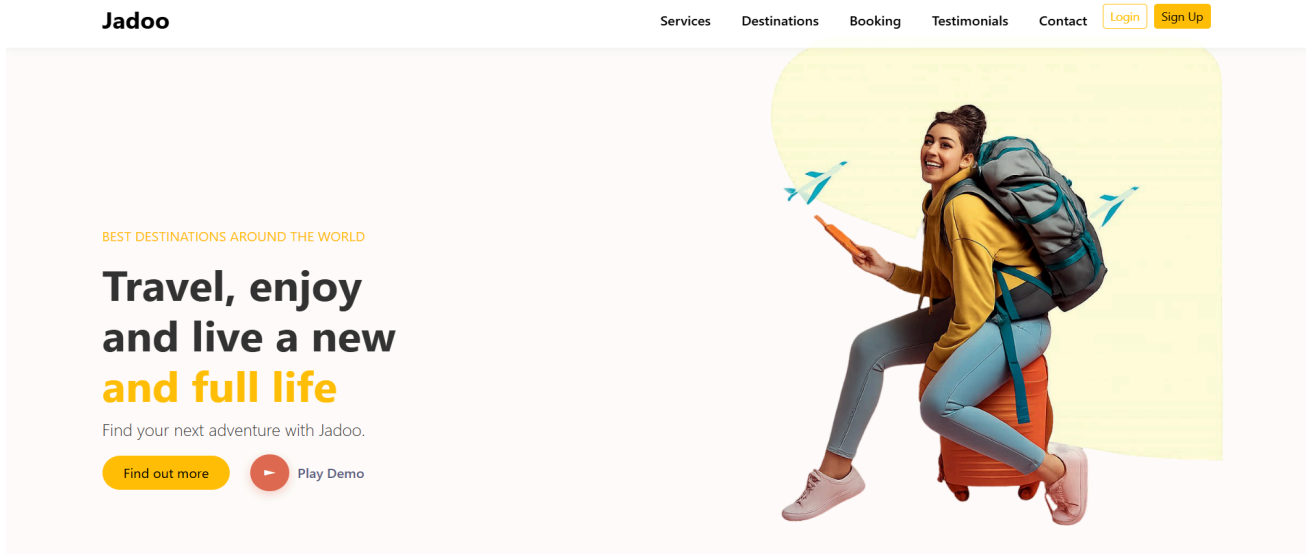 Jadoo
Services Destinations Booking Testimonials Contact Login Sign Up
BEST DESTINATIONS AROUND THE WORLD
Travel, enjoy
and live a new
and full life
Find your next adventure with Jadoo.
Find out more Play Demo